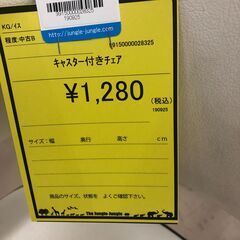 39150000028325
190925
http://jungle-jungle.com
KG/イス
程度:中古B
39150000028325
キャスター付きチェア
¥1,280
(税込)
190925
サイズ:幅 奥行 高さ cm
商品のサイズ、状態を よくご確認下さい。
The Jungle-Jungle